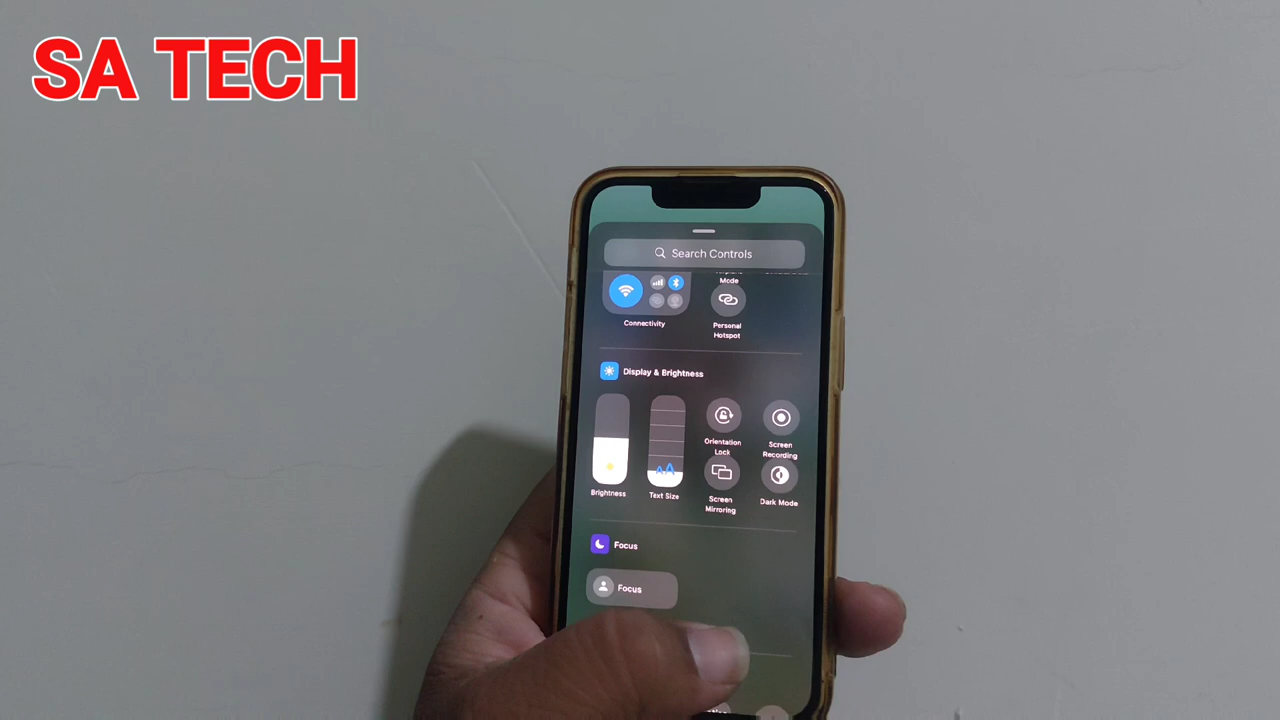 SA TECH
Search Controls
Mode
Connectivity
Personal
Hotspot
Display & Brightness
Orientation
Lock
Screen
Recording
AA
Brightness
Text Size
Screen
Mirroring
Dark Mode
Focus
Focus